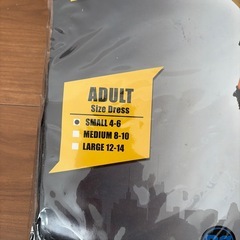 ADULT
Size Dress
SMALL 4-6
MEDIUM 8-10
LARGE 12-14